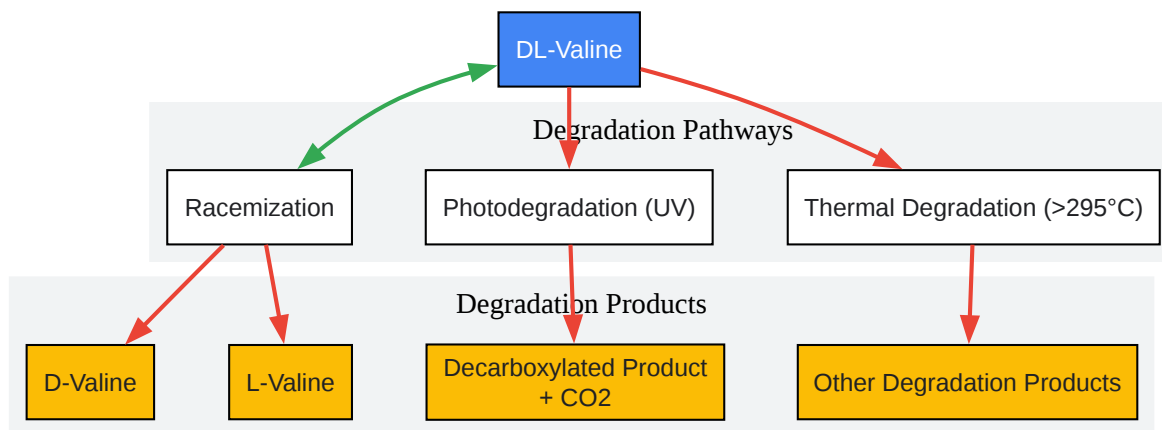 DL-Valine
Degradation Pathways
Racemization
Photodegradation (UV)
Thermal Degradation (>295°C)
Degradation Products
D-Valine
L-Valine
Decarboxylated Product
+ CO2
Other Degradation Products